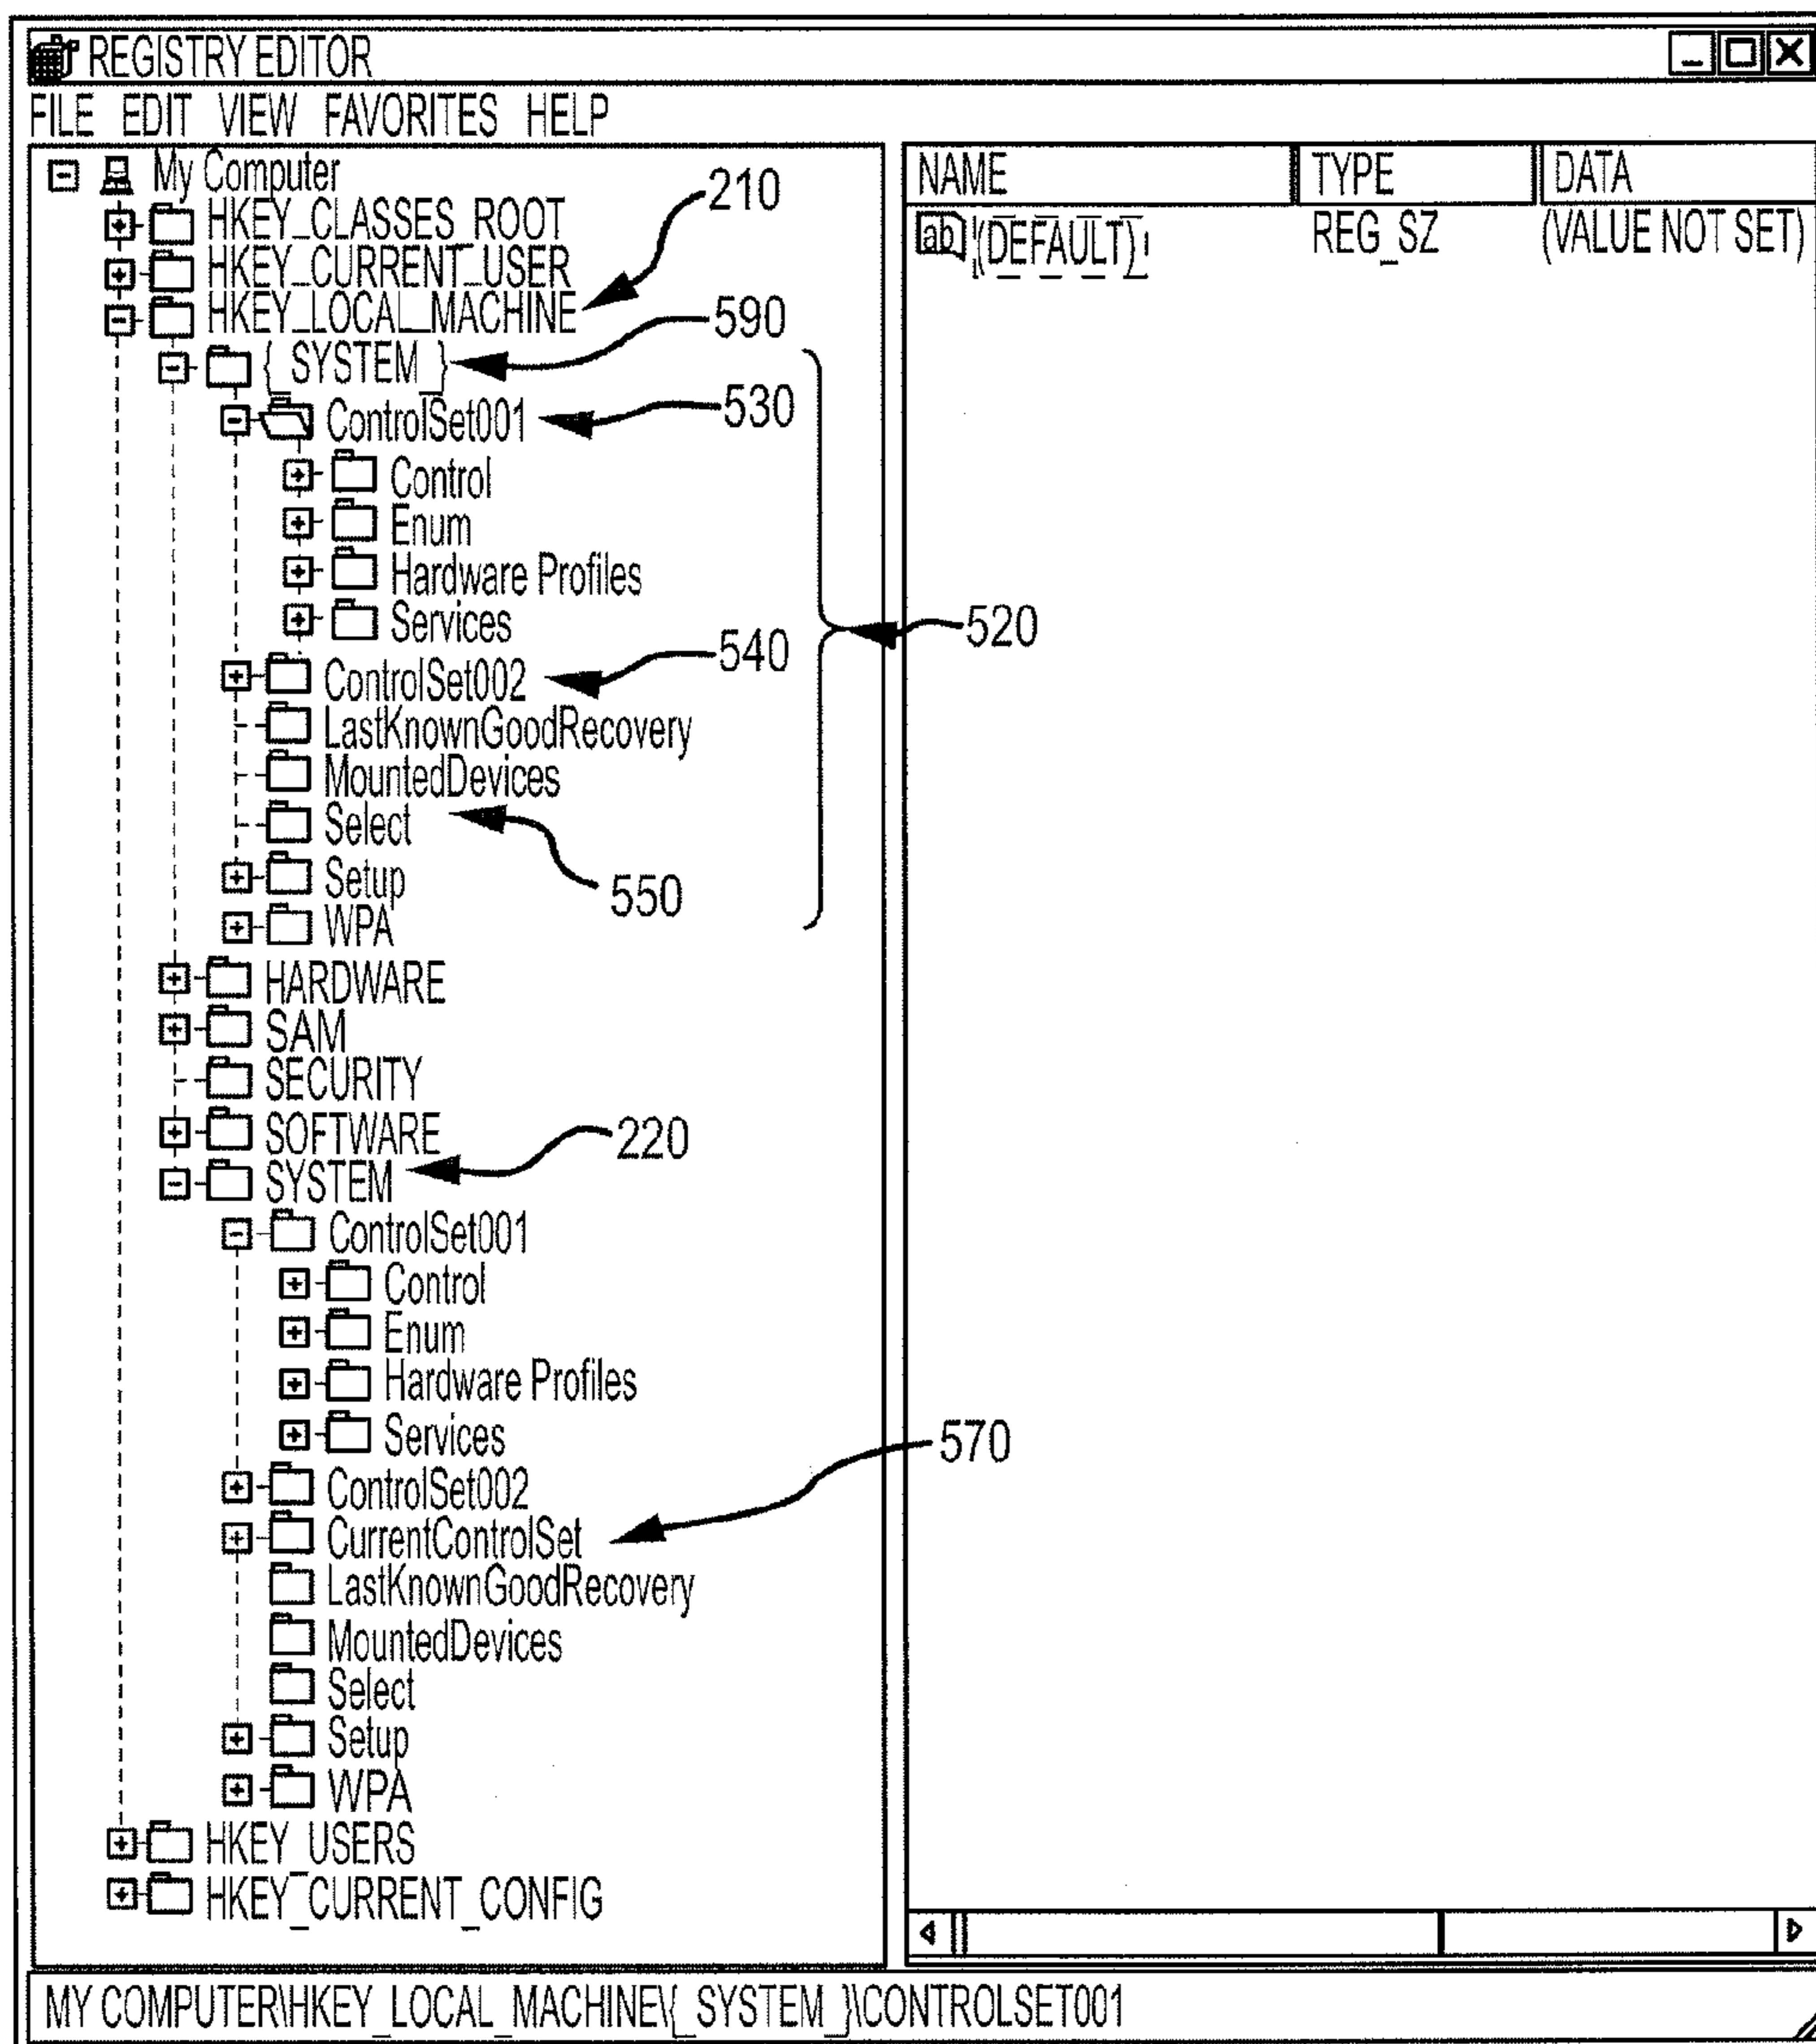 REGISTRY EDITOR
FILE EDIT VIEW FAVORITES HELP
My Computer
HKEY_CLASSES_ROOT
HKEY_CURRENT_USER
HKEY_LOCAL_MACHINE
{_SYSTEM_}
ControlSet001
Control
Enum
Hardware Profiles
Services
ControlSet002
LastKnownGoodRecovery
MountedDevices
Select
Setup
WPA
HARDWARE
SAM
SECURITY
SOFTWARE
SYSTEM
ControlSet001
Control
Enum
Hardware Profiles
Services
ControlSet002
CurrentControlSet
LastKnownGoodRecovery
MountedDevices
Select
Setup
WPA
HKEY_USERS
HKEY_CURRENT_CONFIG
210
590
530
520
540
550
220
570
NAME TYPE DATA
ab (DEFAULT) REG_SZ (VALUE NOT SET)
MY COMPUTER\HKEY_LOCAL_MACHINE\{_SYSTEM_}\CONTROLSET001